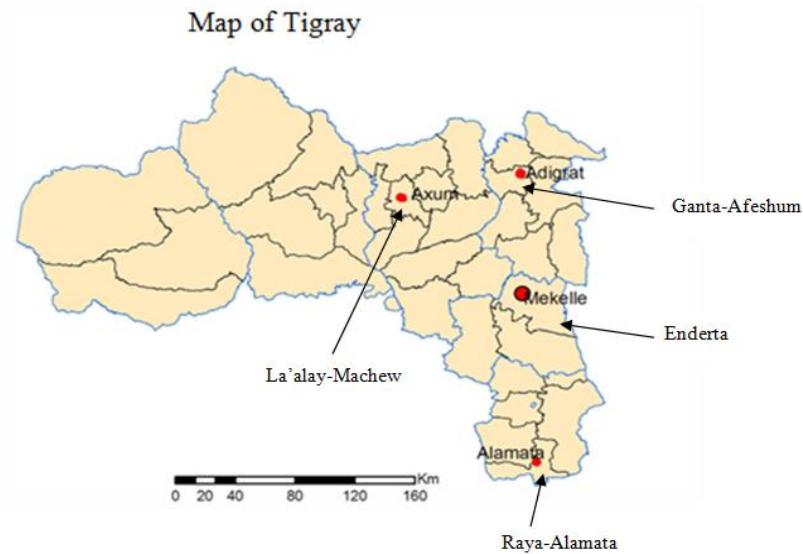 Map of Tigray
Adigrat
Axum
Ganta-Afeshum
Mekelle
Enderta
La'alay-Machew
Alamata
Km
0 20 40 80 120 160
Raya-Alamata